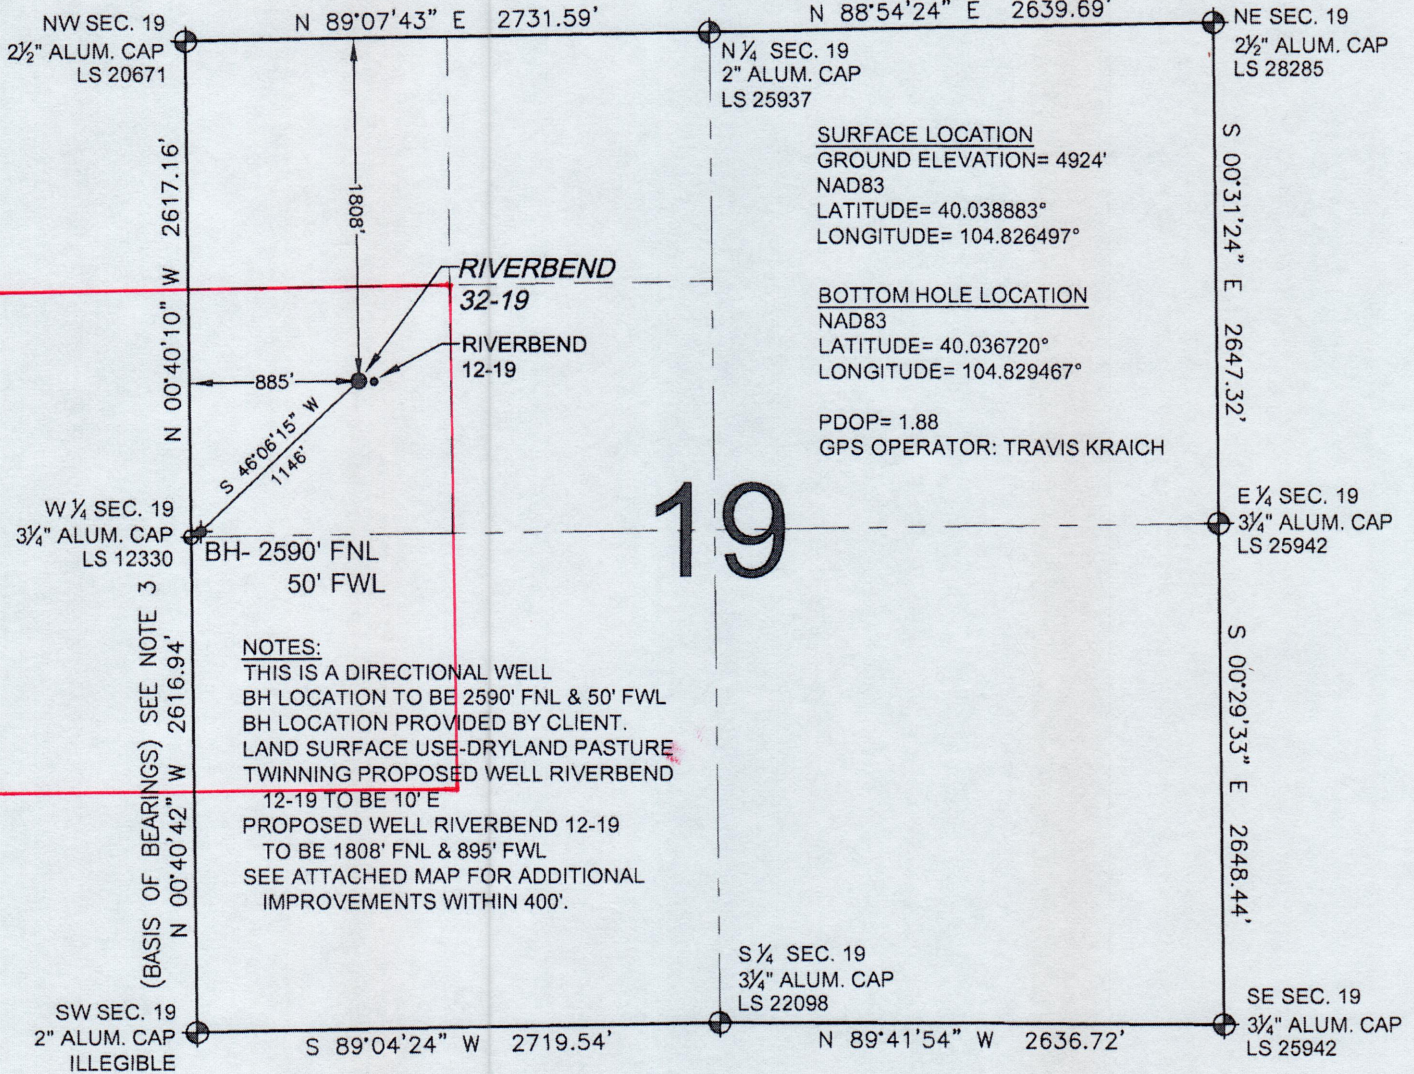 N 89°07'43" E 2731.59'
N 88°54'24" E 2639.69'
NW SEC. 19
2½" ALUM. CAP
LS 20671
N ¼ SEC. 19
2" ALUM. CAP
LS 25937
NE SEC. 19
2½" ALUM. CAP
LS 28285
SURFACE LOCATION
GROUND ELEVATION= 4924'
NAD83
LATITUDE= 40.038883°
LONGITUDE= 104.826497°
BOTTOM HOLE LOCATION
NAD83
LATITUDE= 40.036720°
LONGITUDE= 104.829467°
PDOP= 1.88
GPS OPERATOR: TRAVIS KRAICH
N 00°40'10" W 2617.16'
1808'
RIVERBEND
32-19
RIVERBEND
12-19
885'
S 46°06'15" W
1146'
S 00°31'24" E 2647.32'
W ¼ SEC. 19
3¼" ALUM. CAP
LS 12330
BH- 2590' FNL
50' FWL
19
E ¼ SEC. 19
3¼" ALUM. CAP
LS 25942
(BASIS OF BEARINGS) SEE NOTE 3
N 00°40'42" W 2616.94'
NOTES:
THIS IS A DIRECTIONAL WELL
BH LOCATION TO BE 2590' FNL & 50' FWL
BH LOCATION PROVIDED BY CLIENT.
LAND SURFACE USE-DRYLAND PASTURE
TWINNING PROPOSED WELL RIVERBEND
12-19 TO BE 10' E
PROPOSED WELL RIVERBEND 12-19
TO BE 1808' FNL & 895' FWL
SEE ATTACHED MAP FOR ADDITIONAL
IMPROVEMENTS WITHIN 400'.
S 00°29'33" E 2648.44'
SW SEC. 19
2" ALUM. CAP
ILLEGIBLE
S ¼ SEC. 19
3¼" ALUM. CAP
LS 22098
SE SEC. 19
3¼" ALUM. CAP
LS 25942
S 89°04'24" W 2719.54'
N 89°41'54" W 2636.72'